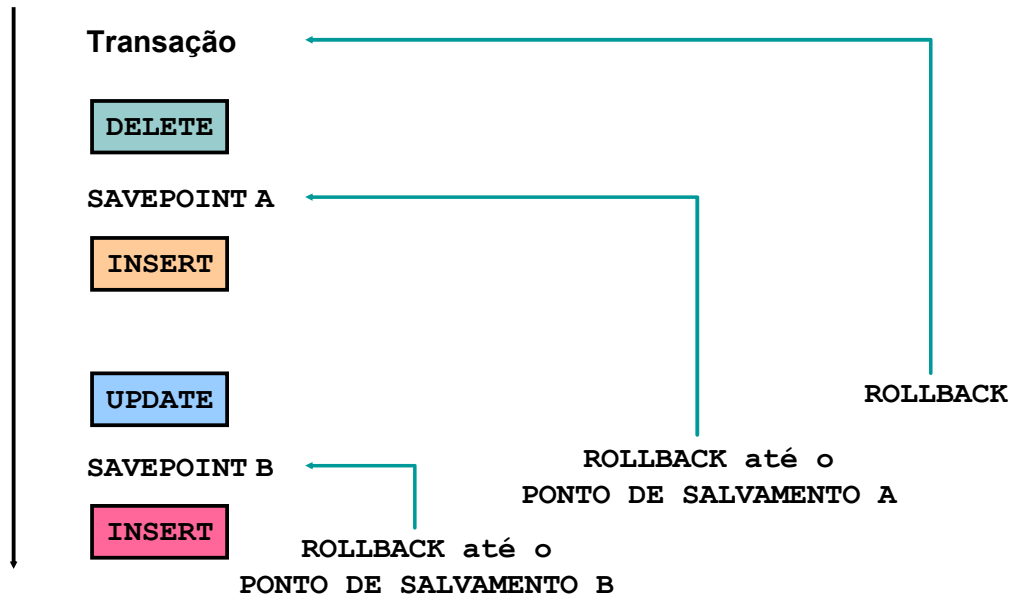 Transação
DELETE
SAVEPOINT A
INSERT
UPDATE
ROLLBACK
SAVEPOINT B
ROLLBACK até o
PONTO DE SALVAMENTO A
INSERT
ROLLBACK até o
PONTO DE SALVAMENTO B